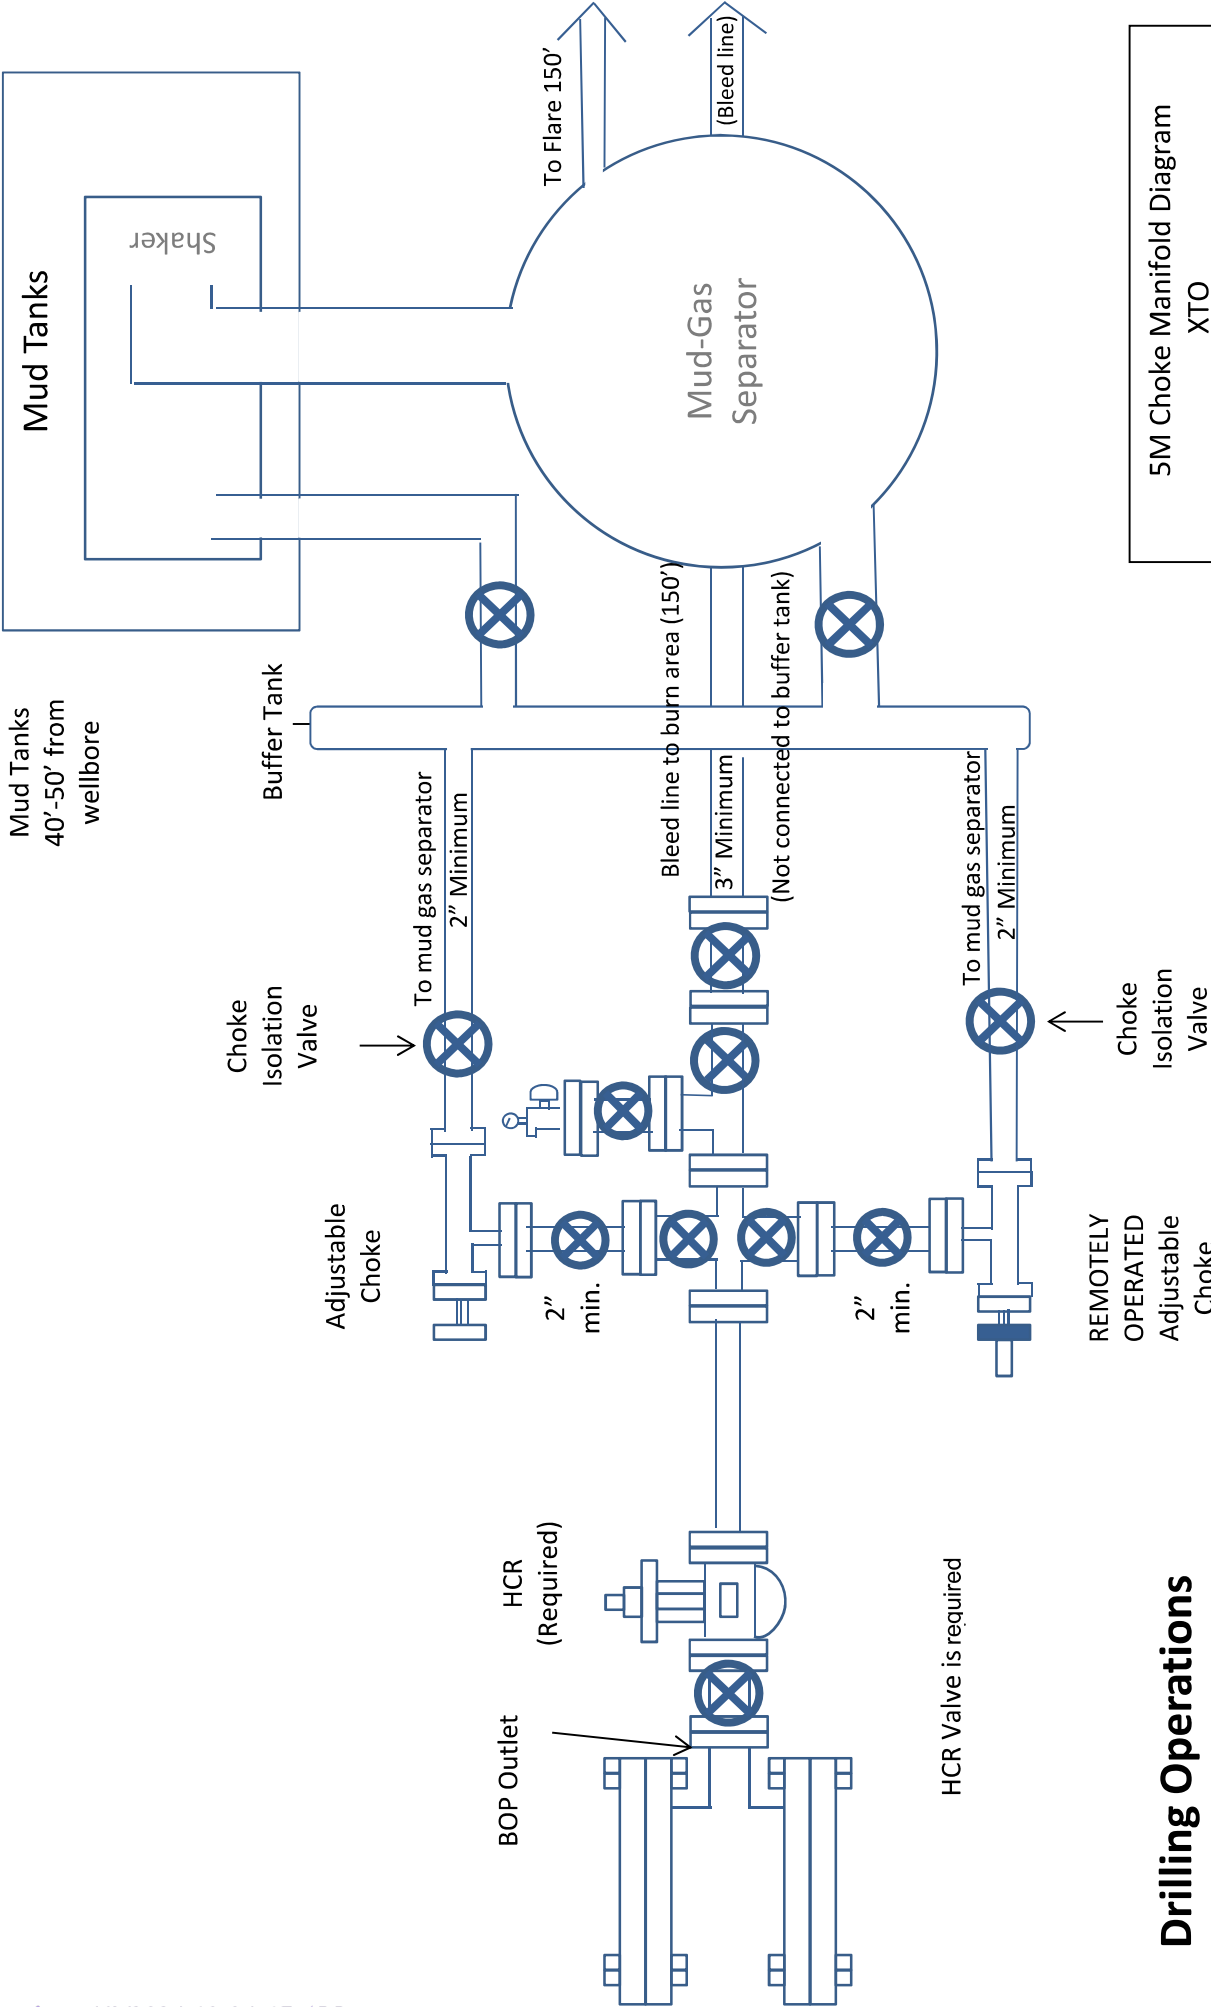 Drilling Operations
5M Choke Manifold Diagram
XTO
Mud Tanks
40’-50’ from
wellbore
Mud Tanks
Shaker
Buffer Tank
Choke
Isolation
Valve
Adjustable
Choke
To mud gas separator
2” Minimum
To Flare 150’
(Bleed line)
Mud-Gas
Separator
Bleed line to burn area (150’)
3” Minimum
(Not connected to buffer tank)
2”
min.
2”
min.
HCR
(Required)
BOP Outlet
HCR Valve is required
To mud gas separator
2” Minimum
REMOTELY
OPERATED
Adjustable
Choke
Choke
Isolation
Valve